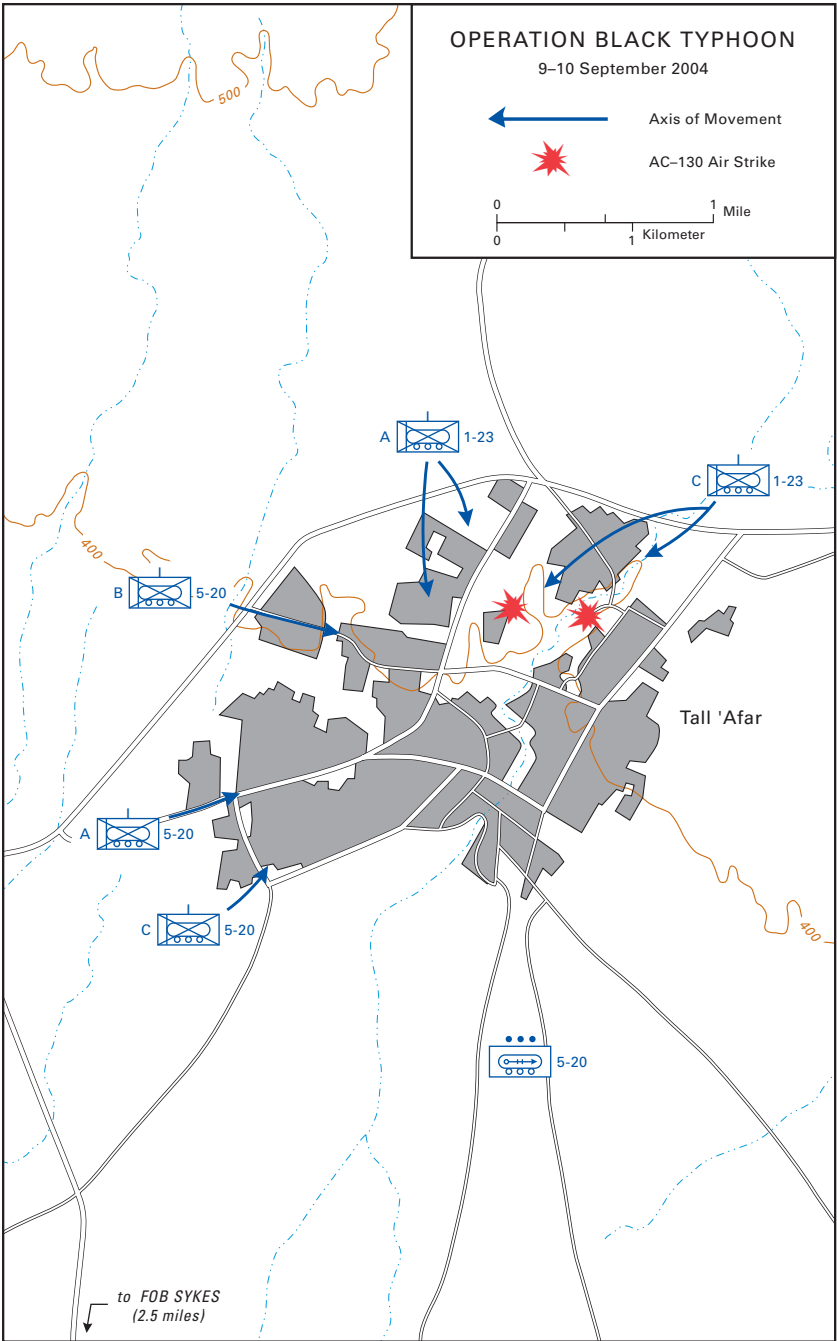 OPERATION BLACK TYPHOON
9–10 September 2004
Axis of Movement
AC–130 Air Strike
0 1 Mile
0 1 Kilometer
500
A 1-23
C 1-23
400
B 5-20
Tall 'Afar
A 5-20
C 5-20
400
5-20
to FOB SYKES
(2.5 miles)